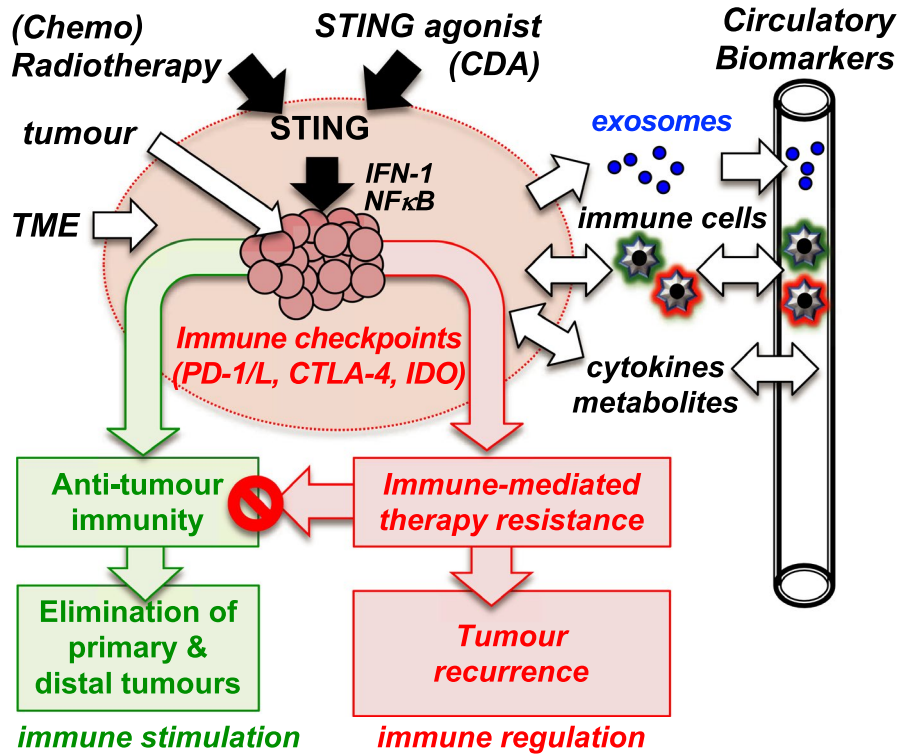 (Chemo)
Radiotherapy
STING agonist
(CDA)
Circulatory
Biomarkers
STING
tumour
exosomes
IFN-1
NFκB
TME
immune cells
Immune checkpoints
(PD-1/L, CTLA-4, IDO)
cytokines
metabolites
Anti-tumour
immunity
Immune-mediated
therapy resistance
Elimination of
primary &
distal tumours
Tumour
recurrence
immune stimulation
immune regulation